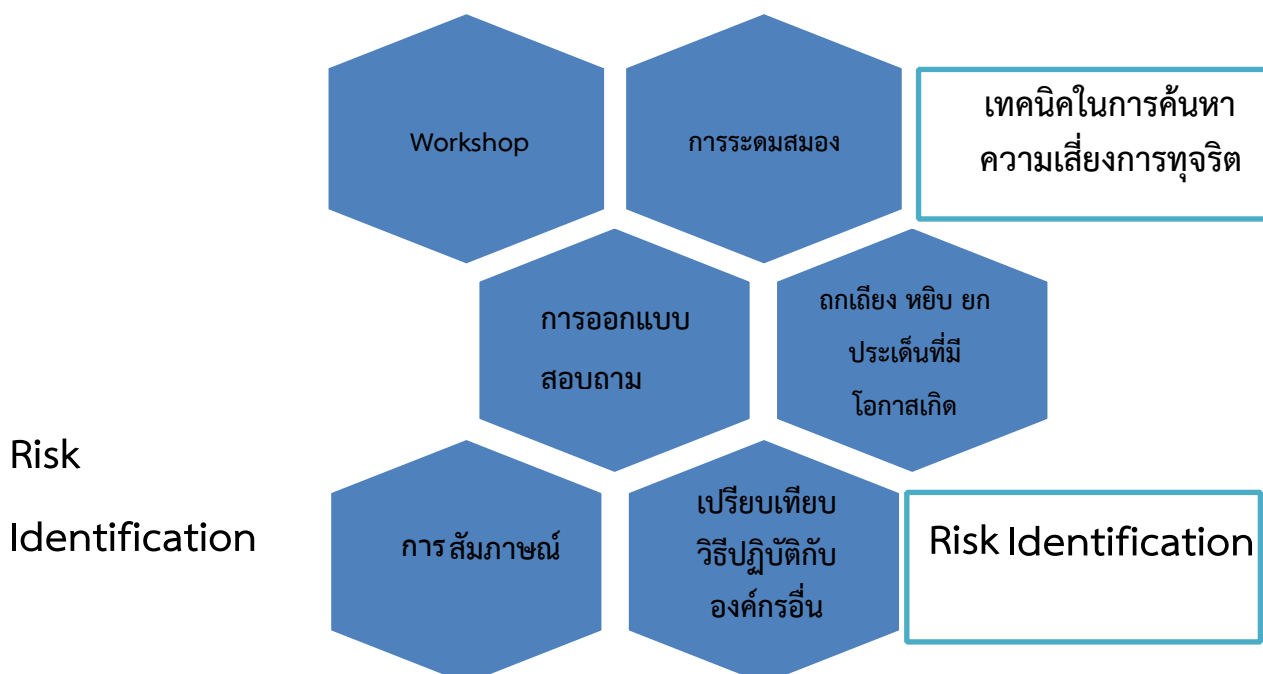 Workshop
การระดมสมอง
เทคนิคในการค้นหา
ความเสี่ยงการทุจริต
การออกแบบ
สอบถาม
ถกเถียง หยิบ ยก
ประเด็นที่มี
โอกาสเกิด
Risk
Identification
การสัมภาษณ์
เปรียบเทียบ
วิธีปฏิบัติกับ
องค์กรอื่น
Risk Identification